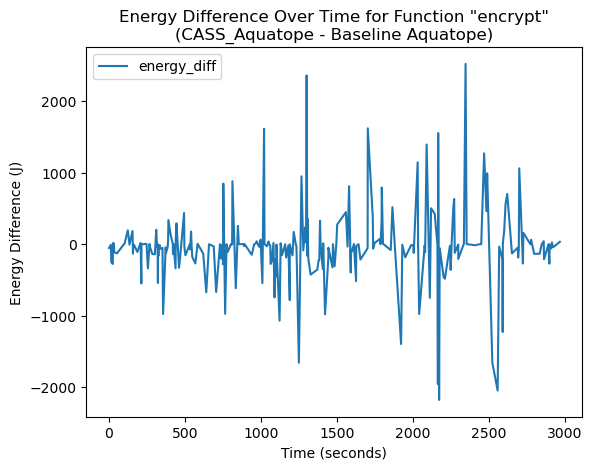 Energy Difference Over Time for Function "encrypt"
(CASS_Aquatope - Baseline Aquatope)
energy_diff
Energy Difference (J)
2000
1000
0
−1000
−2000
0 500 1000 1500 2000 2500 3000
Time (seconds)